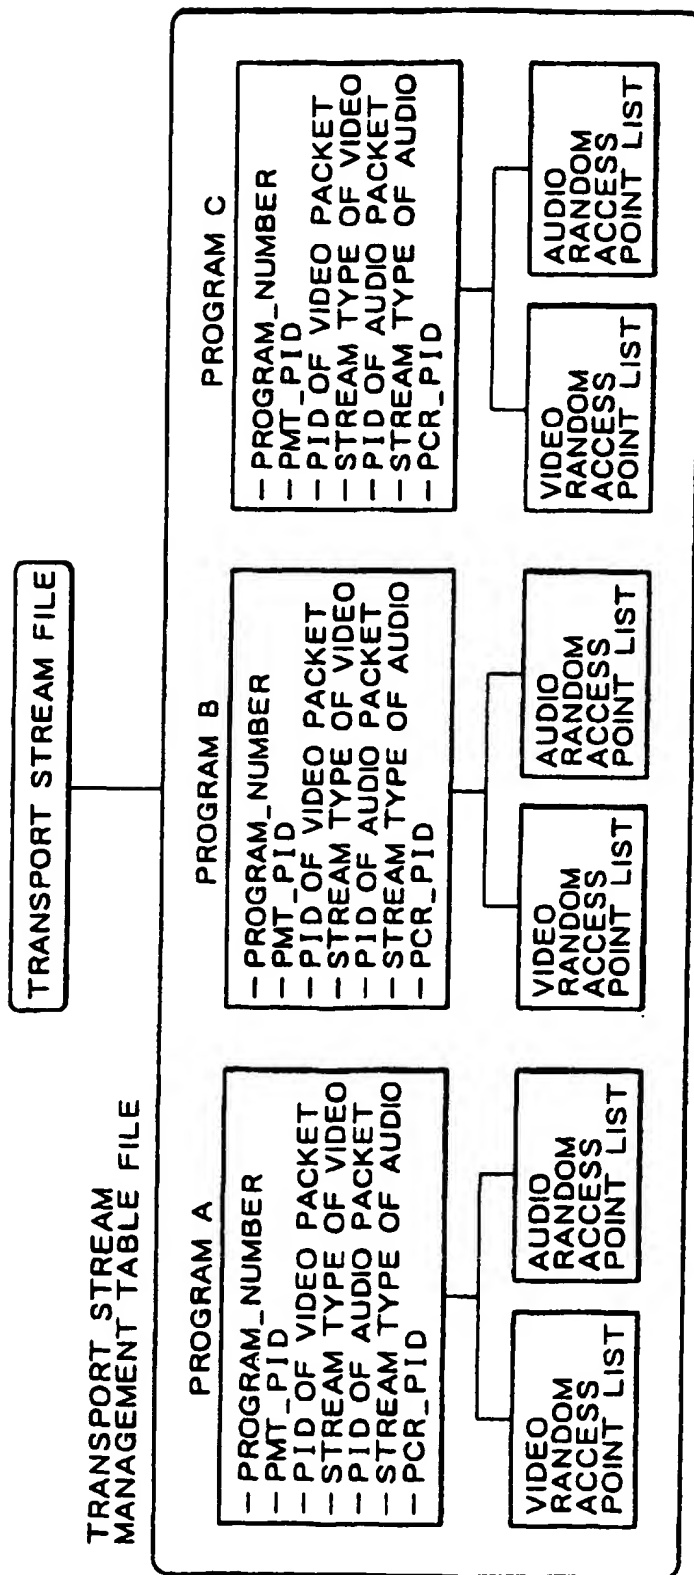 TRANSPORT STREAM FILE
TRANSPORT STREAM
MANAGEMENT TABLE FILE
PROGRAM A
– PROGRAM_NUMBER
– PMT_PID
– PID OF VIDEO PACKET
– STREAM TYPE OF VIDEO
– PID OF AUDIO PACKET
– STREAM TYPE OF AUDIO
– PCR_PID
VIDEO
RANDOM
ACCESS
POINT LIST
AUDIO
RANDOM
ACCESS
POINT LIST
PROGRAM B
– PROGRAM_NUMBER
– PMT_PID
– PID OF VIDEO PACKET
– STREAM TYPE OF VIDEO
– PID OF AUDIO PACKET
– STREAM TYPE OF AUDIO
– PCR_PID
VIDEO
RANDOM
ACCESS
POINT LIST
AUDIO
RANDOM
ACCESS
POINT LIST
PROGRAM C
– PROGRAM_NUMBER
– PMT_PID
– PID OF VIDEO PACKET
– STREAM TYPE OF VIDEO
– PID OF AUDIO PACKET
– STREAM TYPE OF AUDIO
– PCR_PID
VIDEO
RANDOM
ACCESS
POINT LIST
AUDIO
RANDOM
ACCESS
POINT LIST